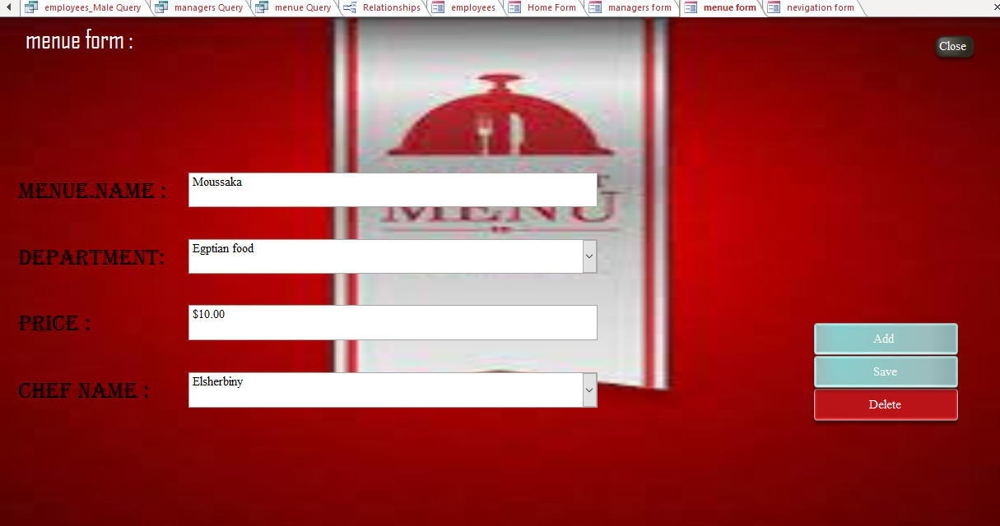 employees_Male Query managers Query menue Query Relationships employees Home Form managers form menue form nevigation form
menue form :
Close
MENUE.NAME : Moussaka
MENU
DEPARTMENT: Egptian food
PRICE : $10.00
Add
Save
CHEF NAME : Elsherbiny
Delete